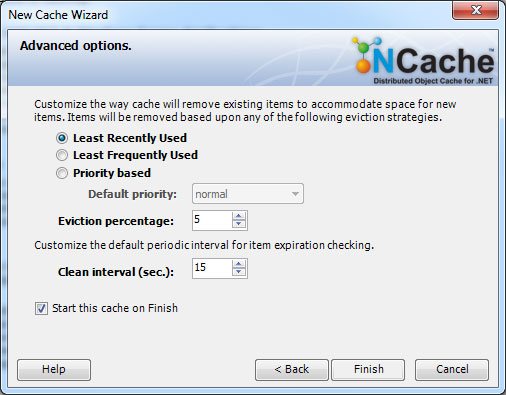 New Cache Wizard
Advanced options.
NCache™
Distributed Object Cache for .NET
Customize the way cache will remove existing items to accommodate space for new
items. Items will be removed based upon any of the following eviction strategies.
Least Recently Used
Least Frequently Used
Priority based
Default priority: normal
Eviction percentage: 5
Customize the default periodic interval for item expiration checking.
Clean interval (sec.): 15
Start this cache on Finish
Help < Back Finish Cancel